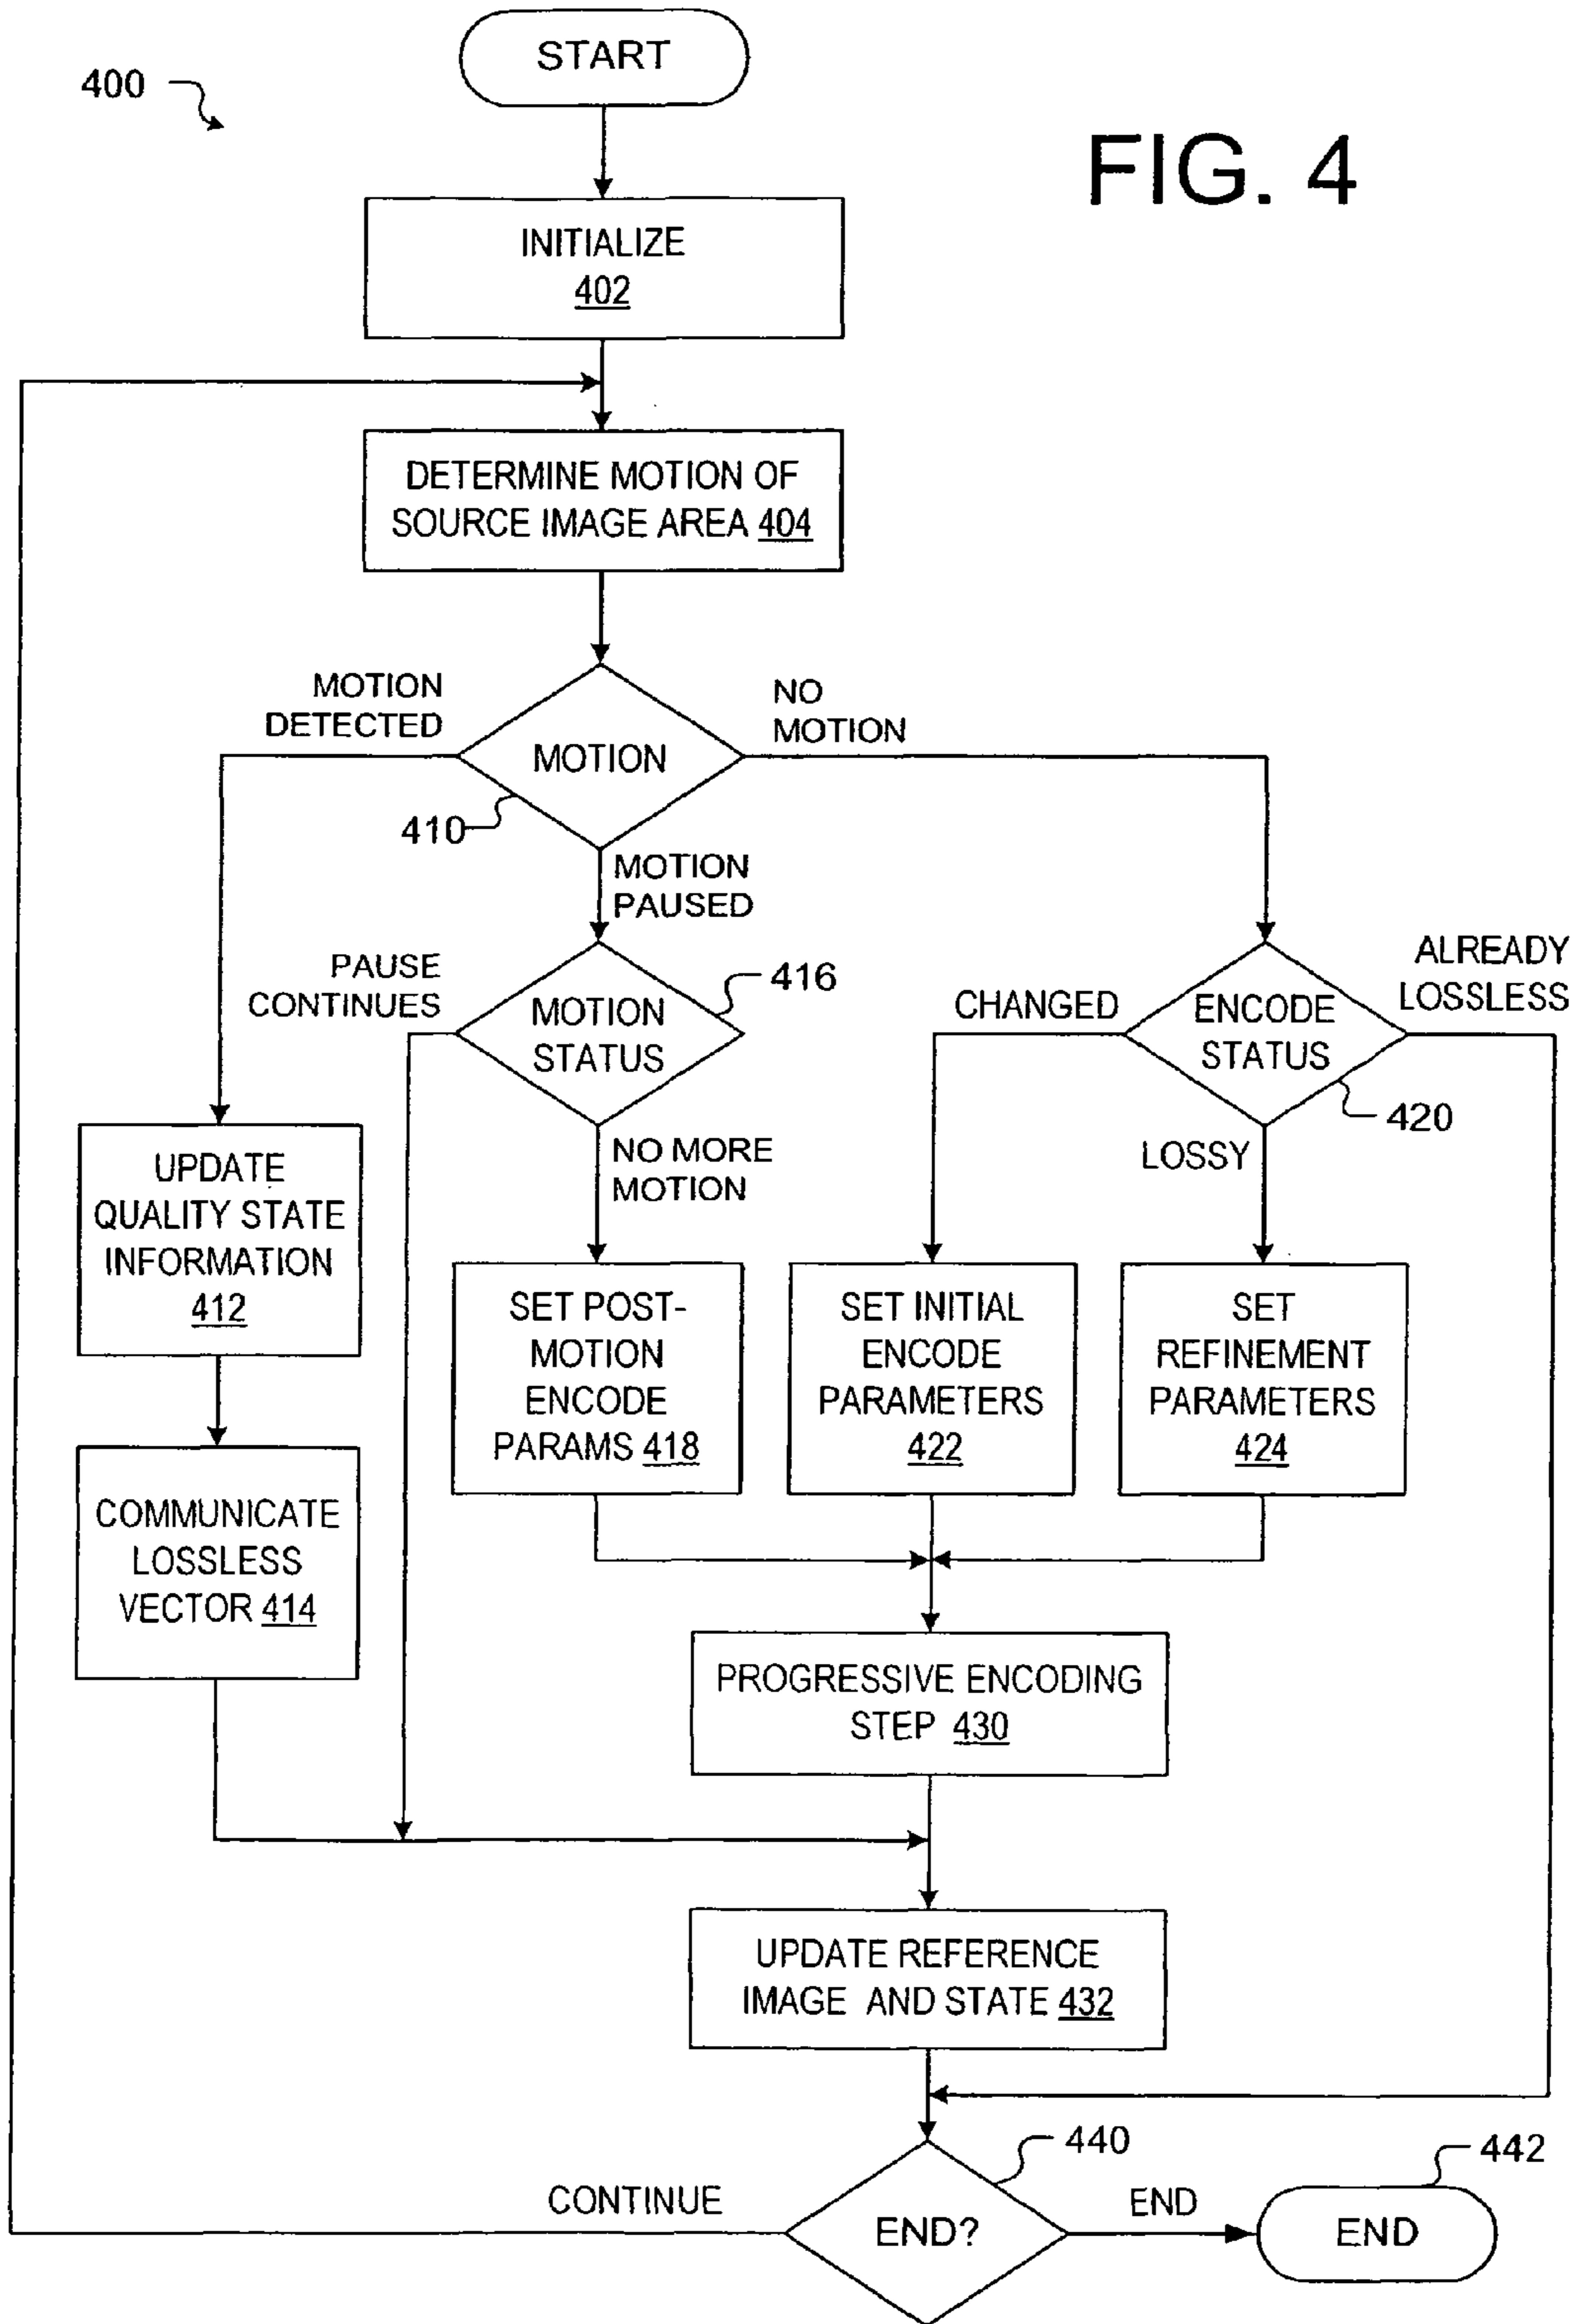 START
400
FIG. 4
INITIALIZE
402
DETERMINE MOTION OF
SOURCE IMAGE AREA 404
MOTION
DETECTED
NO
MOTION
MOTION
410
MOTION
PAUSED
PAUSE
CONTINUES
416
MOTION
STATUS
CHANGED
ENCODE
STATUS
ALREADY
LOSSLESS
420
NO MORE
MOTION
LOSSY
UPDATE
QUALITY STATE
INFORMATION
412
SET POST-
MOTION
ENCODE
PARAMS 418
SET INITIAL
ENCODE
PARAMETERS
422
SET
REFINEMENT
PARAMETERS
424
COMMUNICATE
LOSSLESS
VECTOR 414
PROGRESSIVE ENCODING
STEP 430
UPDATE REFERENCE
IMAGE AND STATE 432
440
442
CONTINUE
END?
END
END